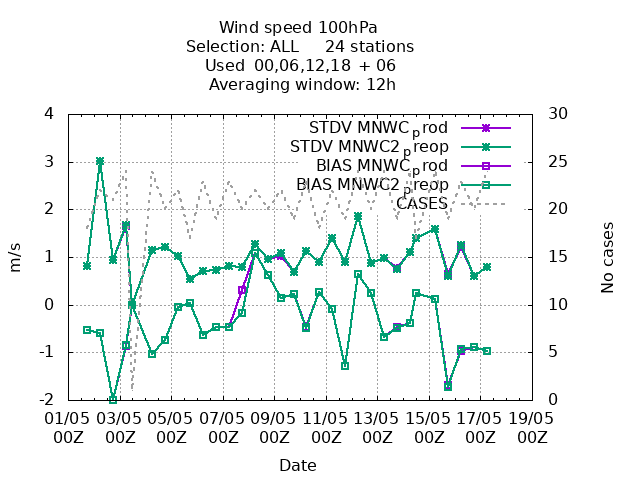 Wind speed 100hPa
Selection: ALL 24 stations
Used 00,06,12,18 + 06
Averaging window: 12h
4 30
STDV MNWC_prod
STDV MNWC2_preop
3 25
BIAS MNWC_prod
BIAS MNWC2_preop
CASES
2 20
1 15
m/s
No cases
0 10
-1 5
-2 0
01/05 03/05 05/05 07/05 09/05 11/05 13/05 15/05 17/05 19/05
00Z 00Z 00Z 00Z 00Z 00Z 00Z 00Z 00Z 00Z
Date